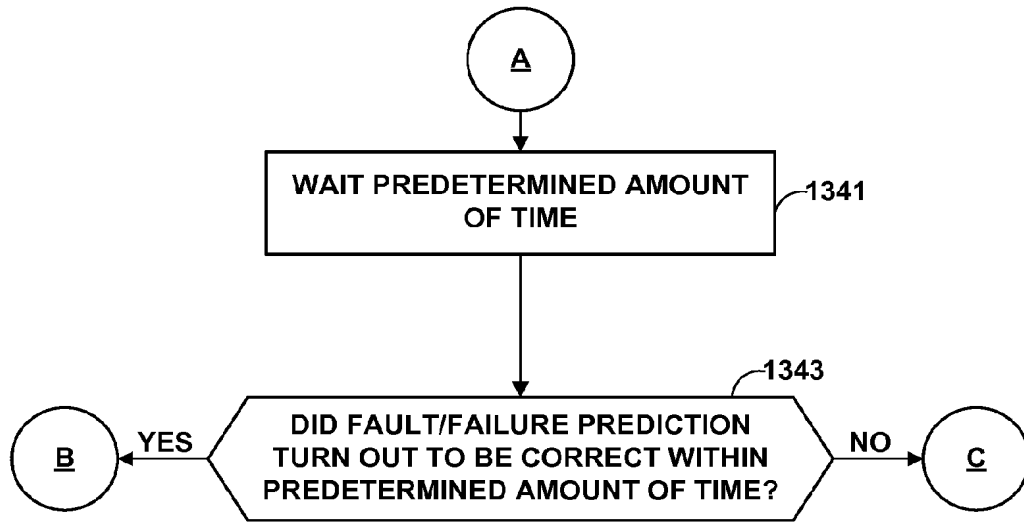 A
WAIT PREDETERMINED AMOUNT
OF TIME
1341
1343
DID FAULT/FAILURE PREDICTION
TURN OUT TO BE CORRECT WITHIN
PREDETERMINED AMOUNT OF TIME?
B
YES
NO
C